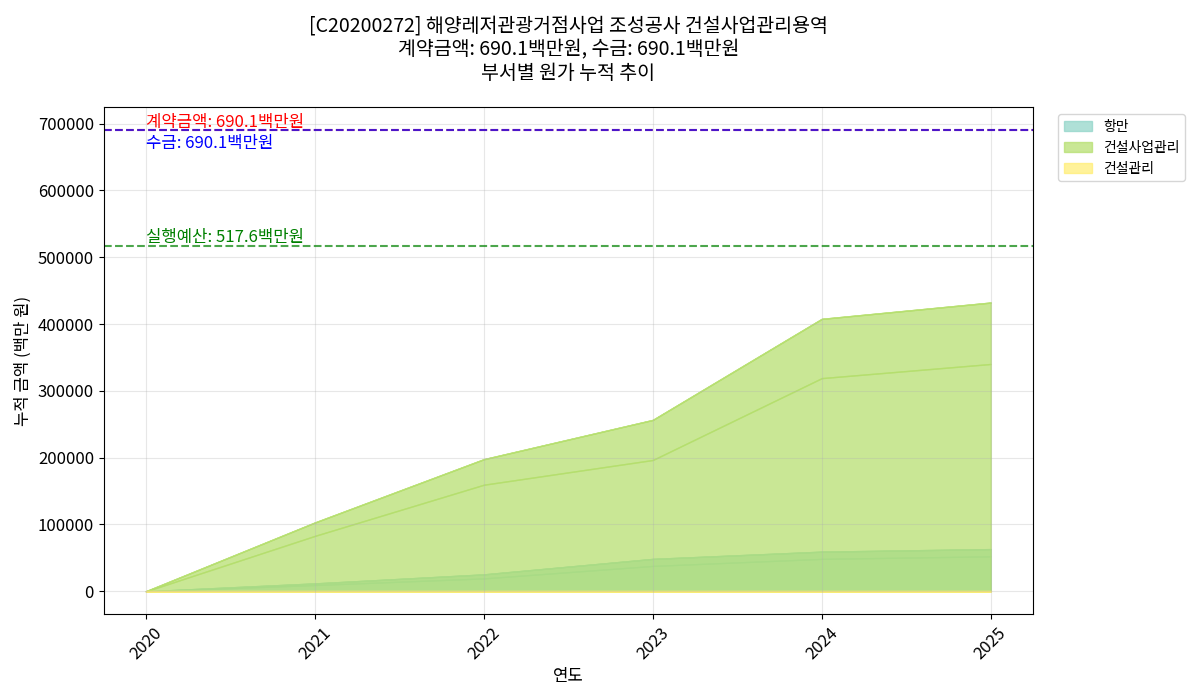 [C20200272] 해양레저관광거점사업 조성공사 건설사업관리용역
계약금액: 690.1백만원, 수금: 690.1백만원
부서별 원가 누적 추이
700000
600000
500000
400000
300000
200000
100000
0
누적 금액 (백만 원)
계약금액: 690.1백만원
수금: 690.1백만원
실행예산: 517.6백만원
항만
건설사업관리
건설관리
2020
2021
2022
2023
2024
2025
연도